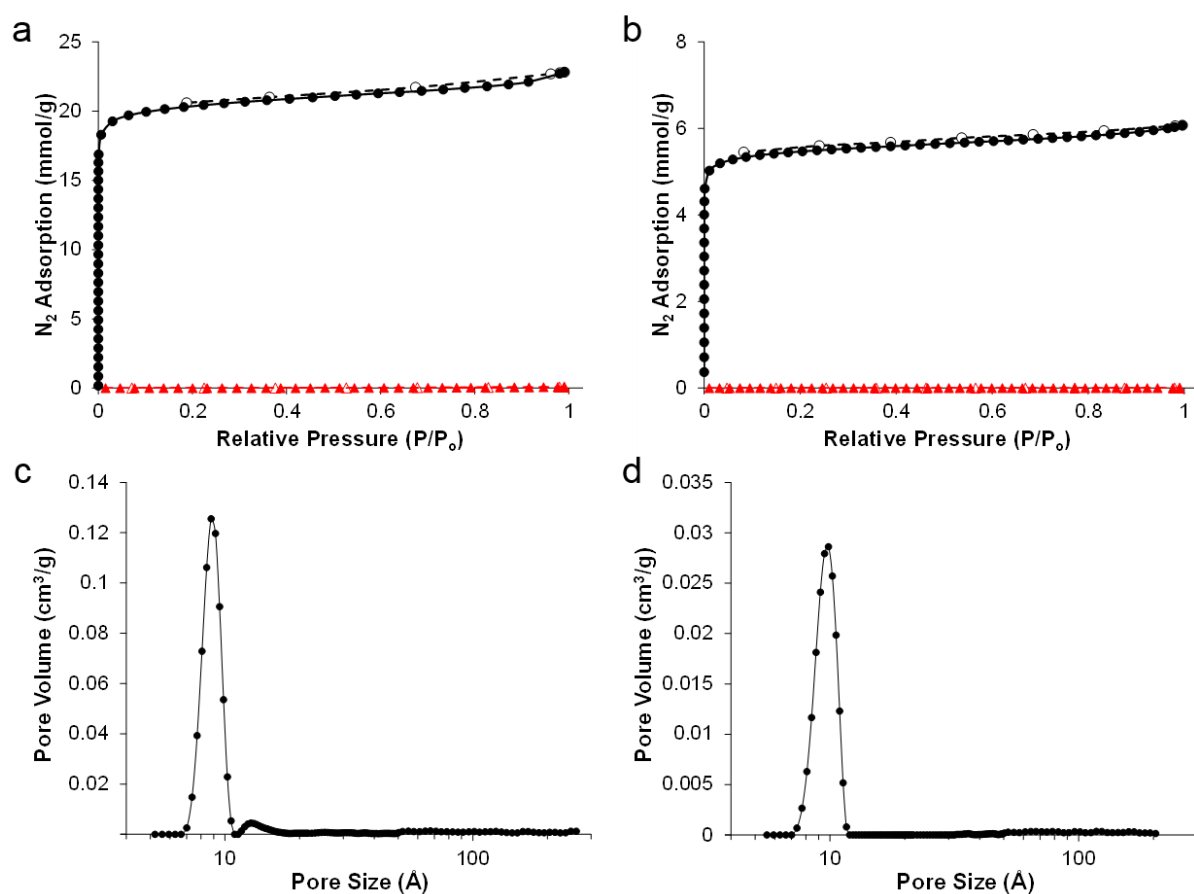 a
N₂ Adsorption (mmol/g)
25
20
15
10
5
0
0 0.2 0.4 0.6 0.8 1
Relative Pressure (P/Pₒ)
b
N₂ Adsorption (mmol/g)
8
6
4
2
0
0 0.2 0.4 0.6 0.8 1
Relative Pressure (P/Pₒ)
c
Pore Volume (cm³/g)
0.14
0.12
0.1
0.08
0.06
0.04
0.02
10 100
Pore Size (Å)
d
Pore Volume (cm³/g)
0.035
0.03
0.025
0.02
0.015
0.01
0.005
0
10 100
Pore Size (Å)